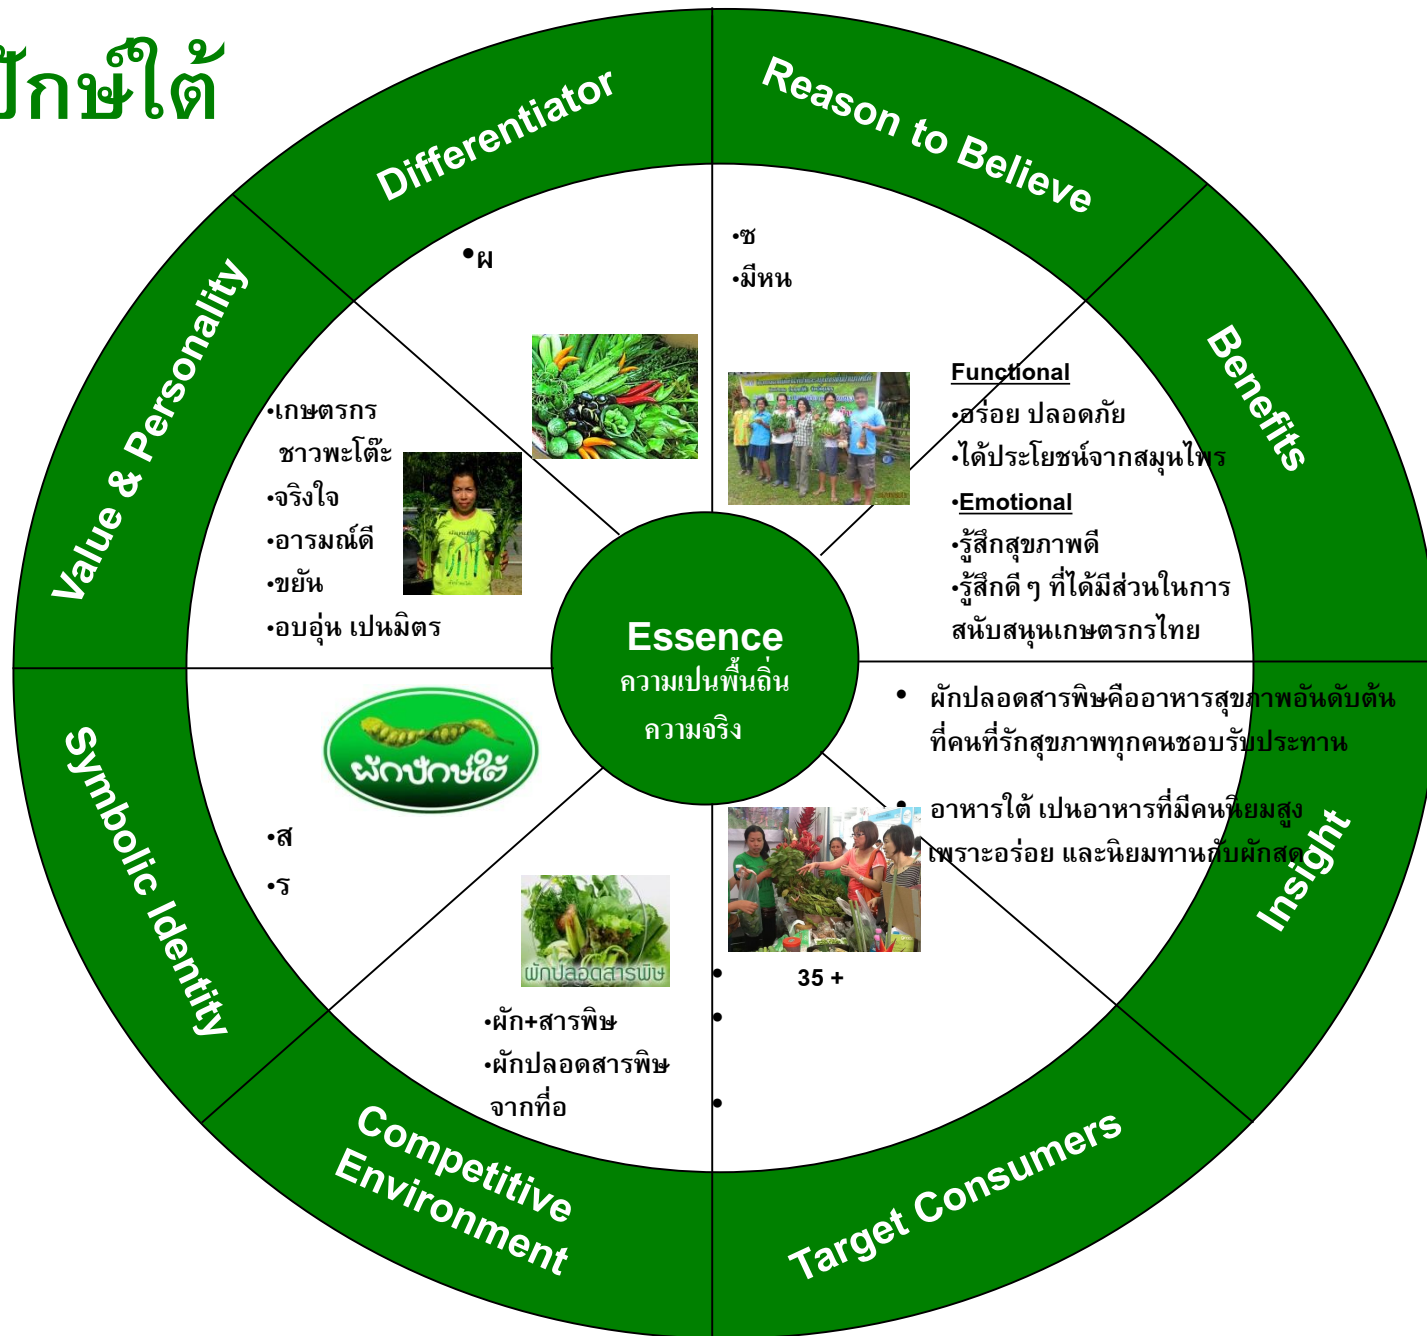 ปักษ์ใต้
Differentiator
•ผ
Reason to Believe
•ซ
•มีหน
Benefits
Functional
•อร่อย ปลอดภัย
•ได้ประโยชน์จากสมุนไพร
•Emotional
•รู้สึกสุขภาพดี
•รู้สึกดี ๆ ที่ได้มีส่วนในการ
สนับสนุนเกษตรกรไทย
Value & Personality
•เกษตรกร
ชาวพะโต๊ะ
•จริงใจ
•อารมณ์ดี
•ขยัน
•อบอุ่น เปนมิตร
Essence
ความเปนพื้นถิ่น
ความจริง
Insight
• ผักปลอดสารพิษคืออาหารสุขภาพอันดับต้น
ที่คนที่รักสุขภาพทุกคนชอบรับประทาน
• อาหารใต้ เปนอาหารที่มีคนนิยมสูง
เพราะอร่อย และนิยมทานกับผักสด
Symbolic Identity
ผักปักษ์ใต้
•ส
•ร
Competitive
Environment
ผักปลอดสารพิษ
•ผัก+สารพิษ
•ผักปลอดสารพิษ
จากที่อ
Target Consumers
• 35 +
•
•